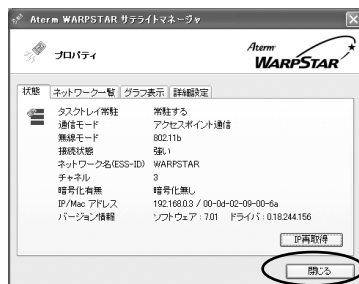 Aterm WARPSTAR サテライトマネージャ
プロパティ
Aterm
WARPSTAR
状態 ネットワーク一覧 グラフ表示 詳細設定
タスクトレイ常駐 常駐する
通信モード アクセスポイント通信
無線モード 802.11b
接続状態 強い
ネットワーク名(ESS-ID) WARPSTAR
チャネル 3
暗号化有無 暗号化無し
IP/Mac アドレス 192.168.0.3 / 00-0d-02-09-00-6a
バージョン情報 ソフトウェア : 7.01 ドライバ : 0.18.244.156
IP再取得
閉じる